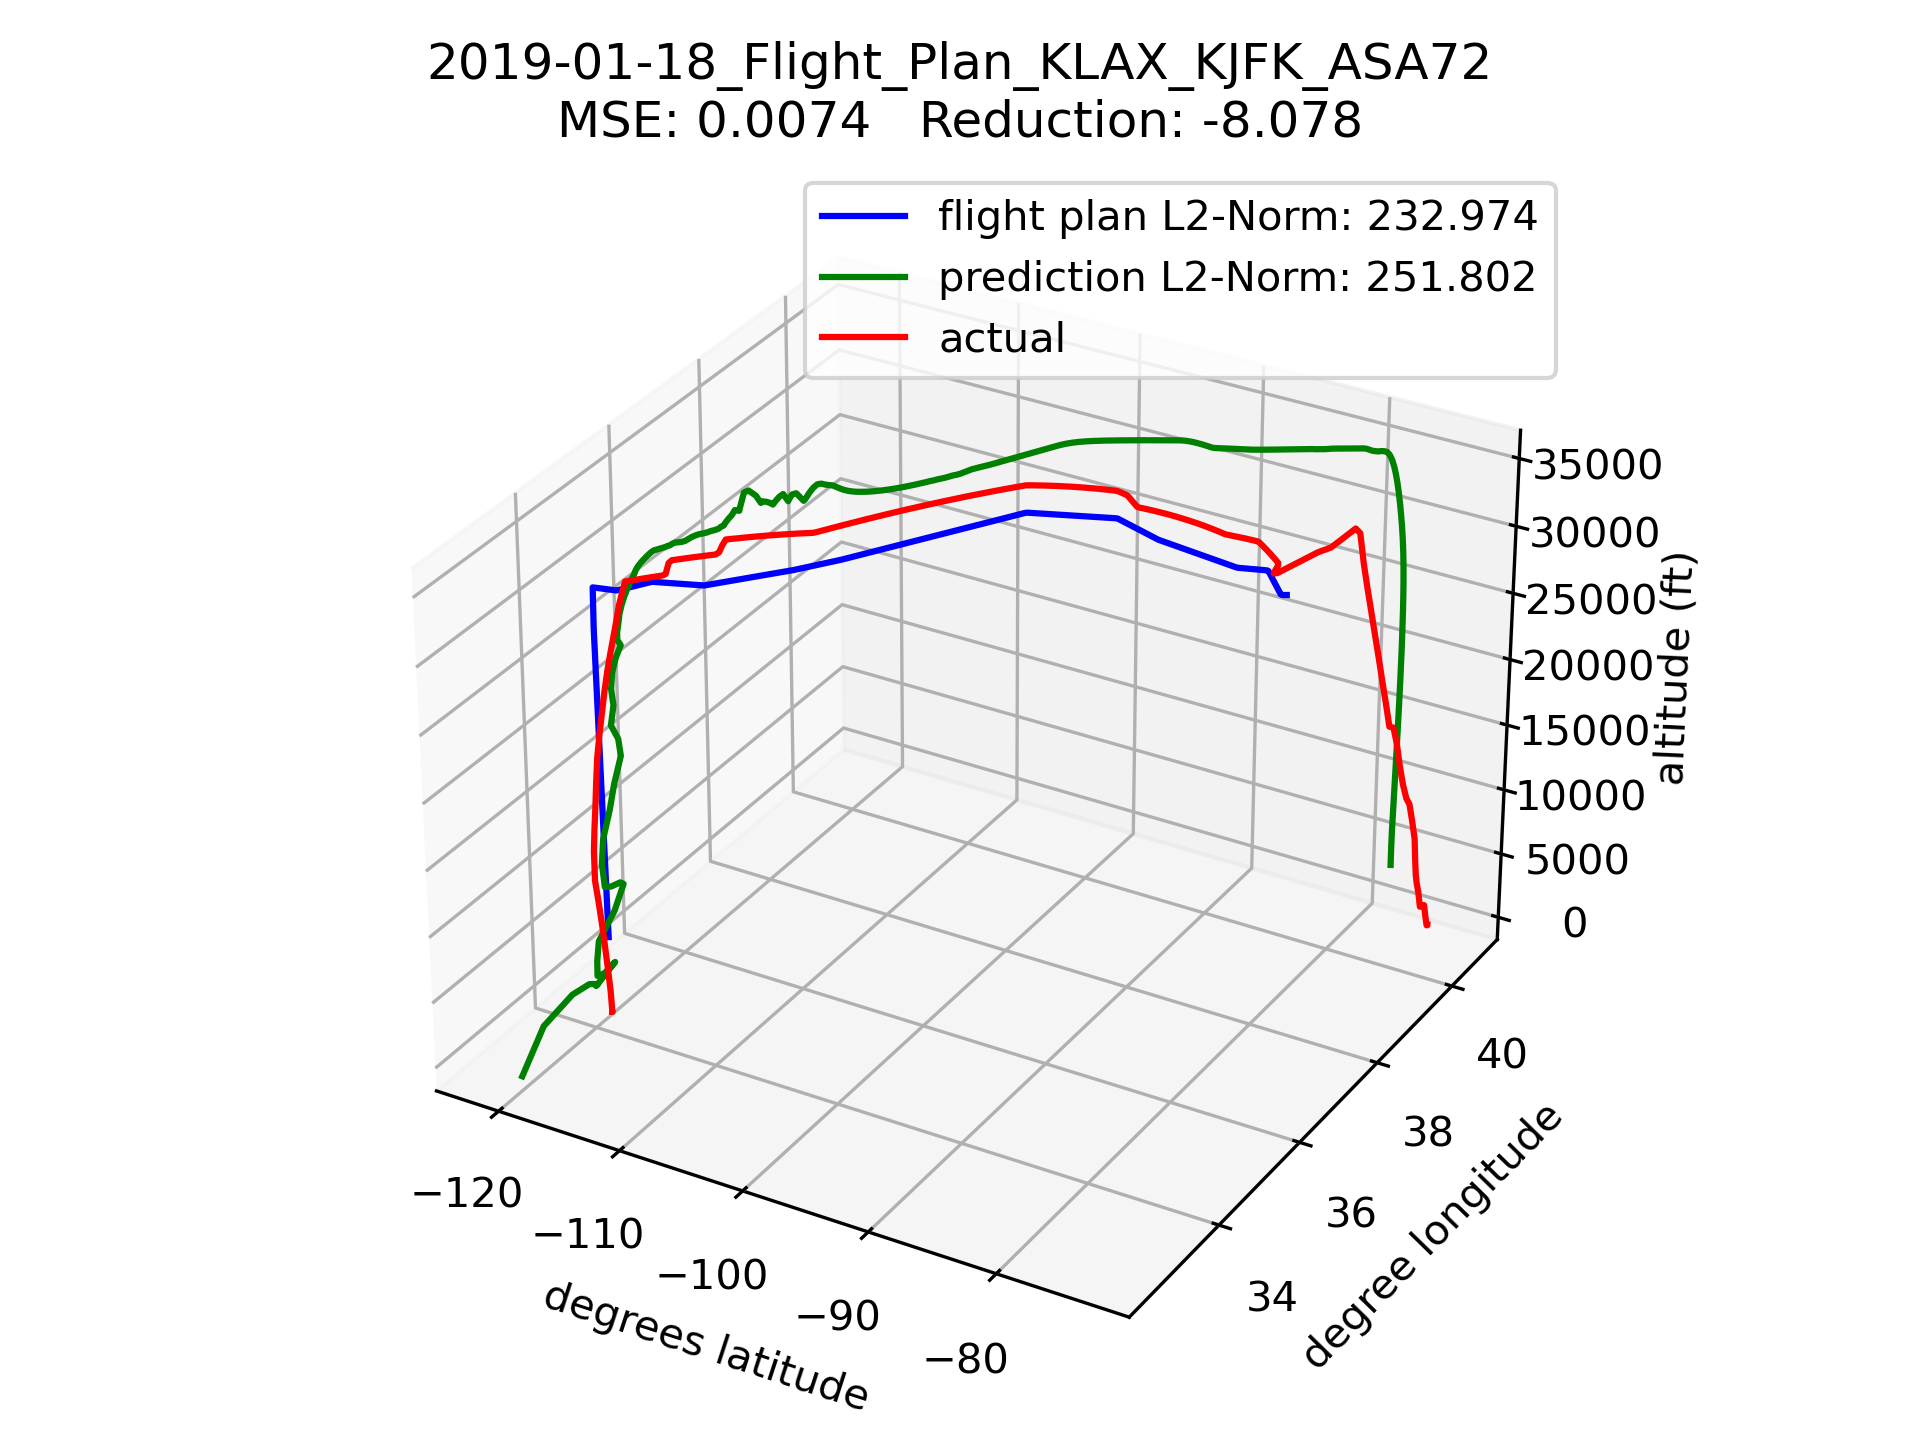 2019-01-18_Flight_Plan_KLAX_KJFK_ASA72
MSE: 0.0074   Reduction: -8.078
flight plan L2-Norm: 232.974
prediction L2-Norm: 251.802
actual
35000
30000
25000
20000
15000
10000
5000
0
altitude (ft)
40
38
36
34
degree longitude
−120
−110
−100
−90
−80
degrees latitude